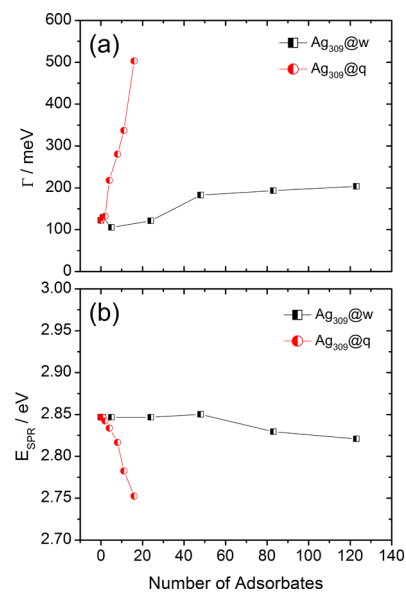 (a)
Ag₃₀₉@w
Ag₃₀₉@q
Γ / meV
600
500
400
300
200
100
0
(b)
Ag₃₀₉@w
Ag₃₀₉@q
E_SPR / eV
3.00
2.95
2.90
2.85
2.80
2.75
2.70
0 20 40 60 80 100 120 140
Number of Adsorbates